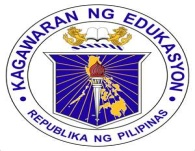 KAGAWARAN NG EDUKASYON
REPUBLIKA NG PILIPINAS